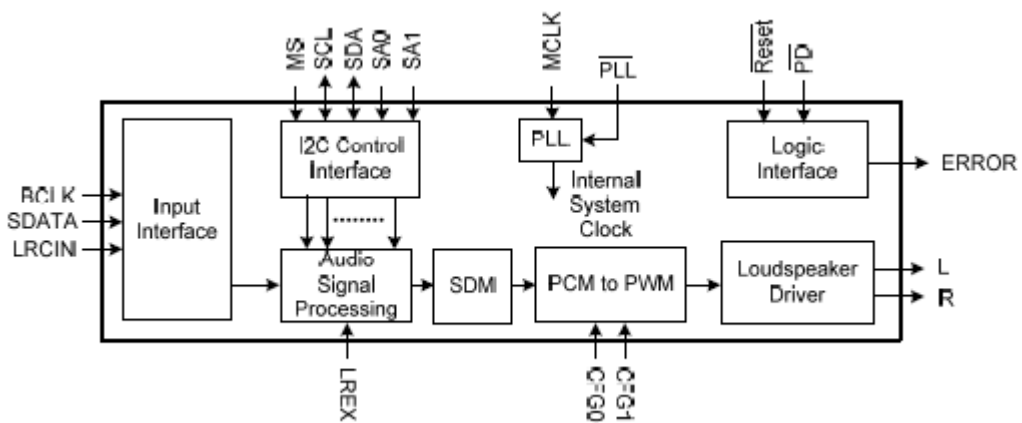 MS
SCL
SDA
SA0
SA1
MCLK
PLL
Reset
PD
I2C Control
Interface
PLL
Logic
Interface
ERROR
BCLK
SDATA
LRCIN
Input
Interface
Internal
System
Clock
........
Audio
Signal
Processing
SDM
PCM to PWM
Loudspeaker
Driver
L
R
LREX
CFG0
CFG1